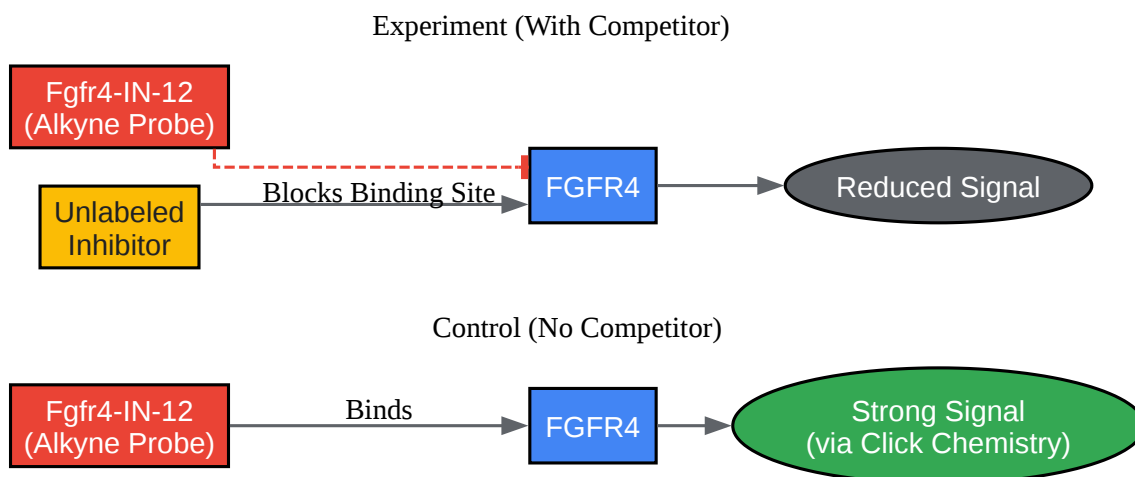 Experiment (With Competitor)
Fgfr4-IN-12
(Alkyne Probe)
Blocks Binding Site
FGFR4
Reduced Signal
Unlabeled
Inhibitor
Control (No Competitor)
Fgfr4-IN-12
(Alkyne Probe)
Binds
FGFR4
Strong Signal
(via Click Chemistry)